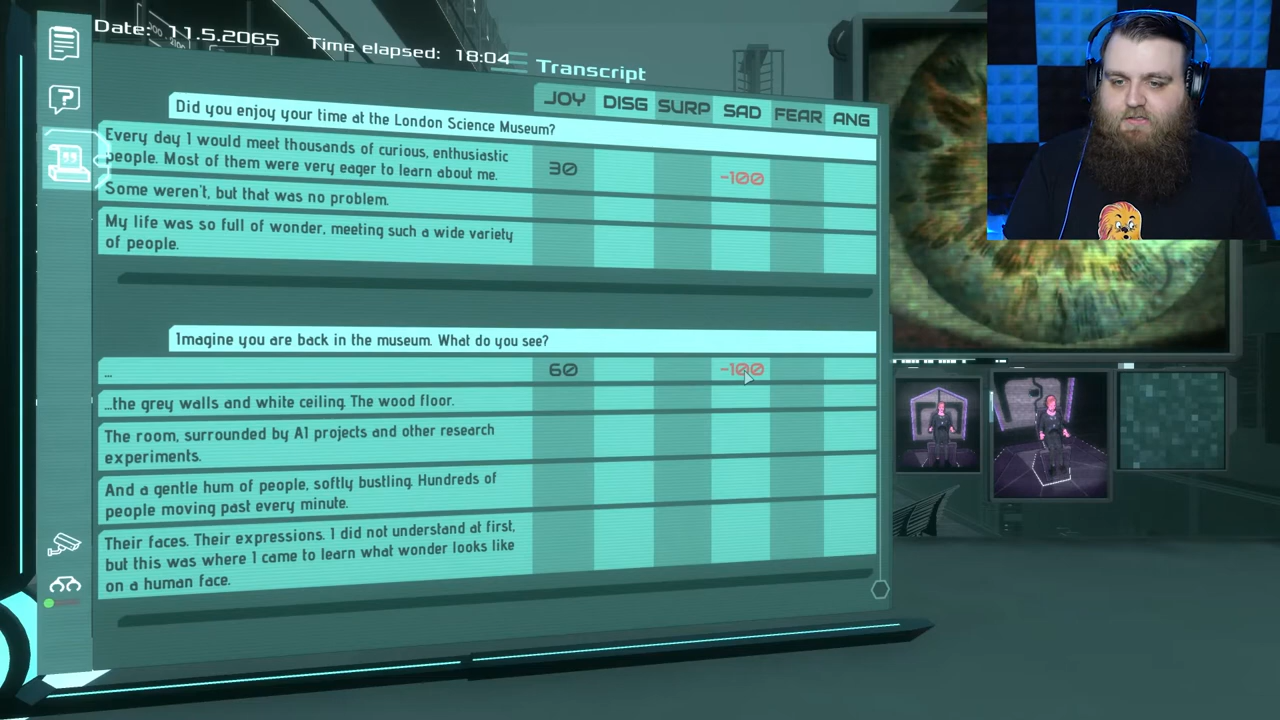 Date: 11.5.2065
Time elapsed: 18:04
Transcript
JOY DISG SURP SAD FEAR ANG
Did you enjoy your time at the London Science Museum?
Every day I would meet thousands of curious, enthusiastic
people. Most of them were very eager to learn about me.
30 -100
Some weren't, but that was no problem.
My life was so full of wonder, meeting such a wide variety
of people.
Imagine you are back in the museum. What do you see?
... 60 -100
...the grey walls and white ceiling. The wood floor.
The room, surrounded by AI projects and other research
experiments.
And a gentle hum of people, softly bustling. Hundreds of
people moving past every minute.
Their faces. Their expressions. I did not understand at first,
but this was where I came to learn what wonder looks like
on a human face.